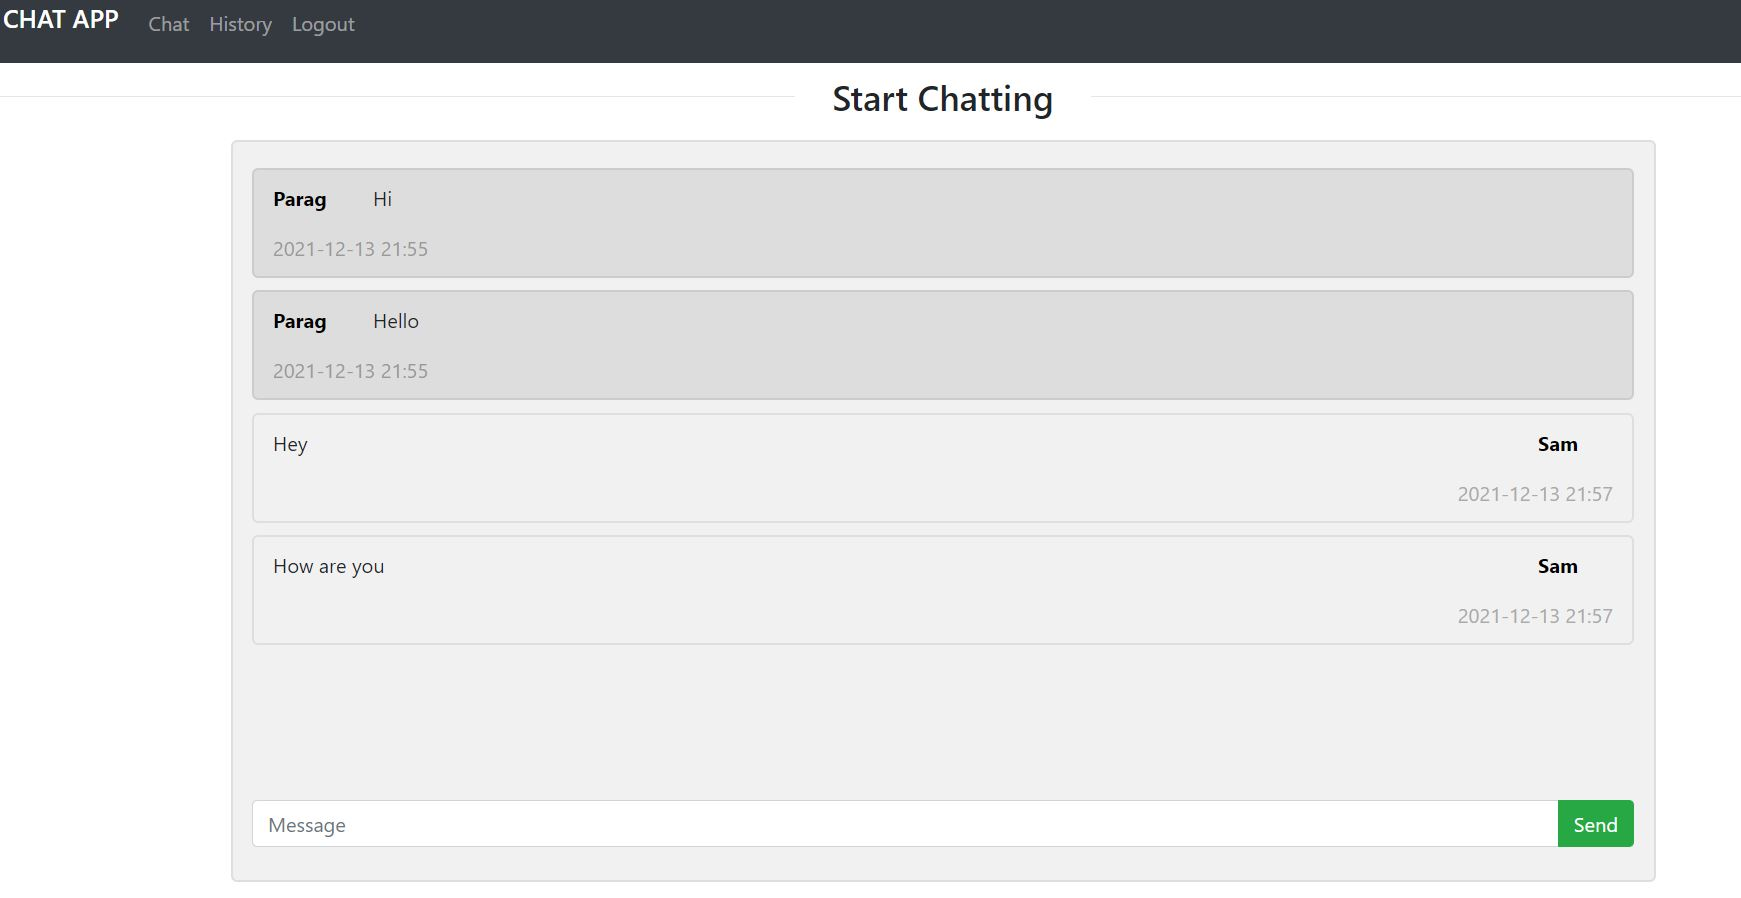 CHAT APP Chat History Logout
Start Chatting
Parag Hi
2021-12-13 21:55
Parag Hello
2021-12-13 21:55
Hey Sam
2021-12-13 21:57
How are you Sam
2021-12-13 21:57
Message Send